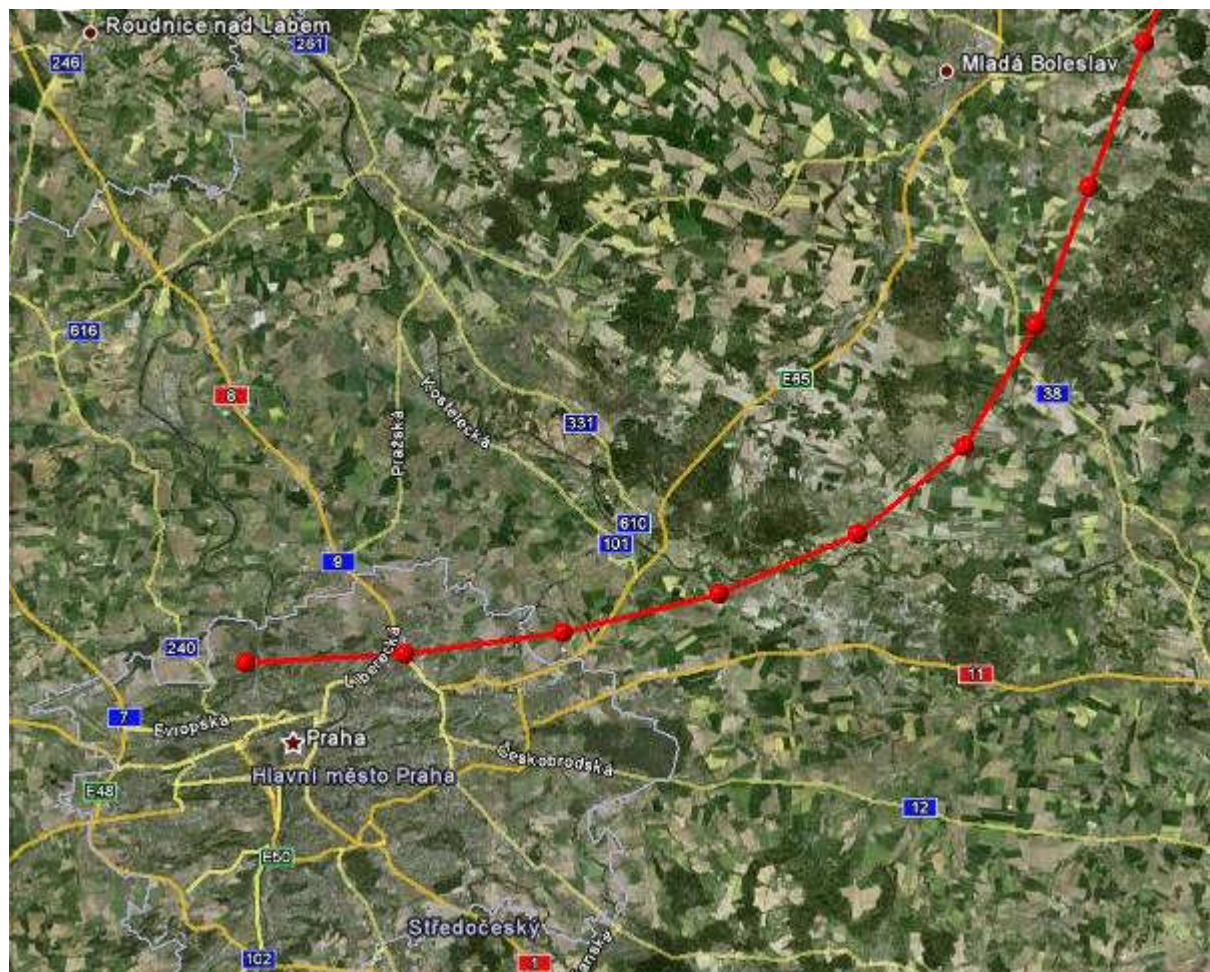 Roudnice nad Labem
261
246
Mladá Boleslav
616
E65
8
38
Kostelecká
Pražská
331
610
101
9
Liberecká
240
11
7
Evropská
Praha
Českobrodská
Hlavní město Praha
E48
12
E50
Středočeský
102
1